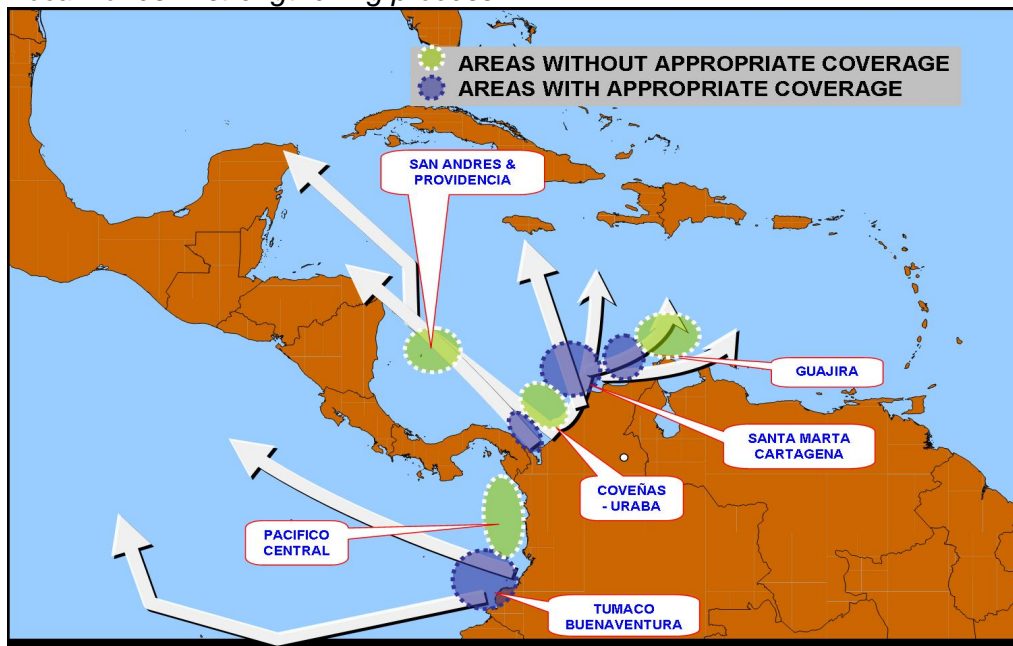 AREAS WITHOUT APPROPRIATE COVERAGE
AREAS WITH APPROPRIATE COVERAGE
SAN ANDRES &
PROVIDENCIA
GUAJIRA
SANTA MARTA
CARTAGENA
COVEÑAS
- URABA
PACIFICO
CENTRAL
TUMACO
BUENAVENTURA